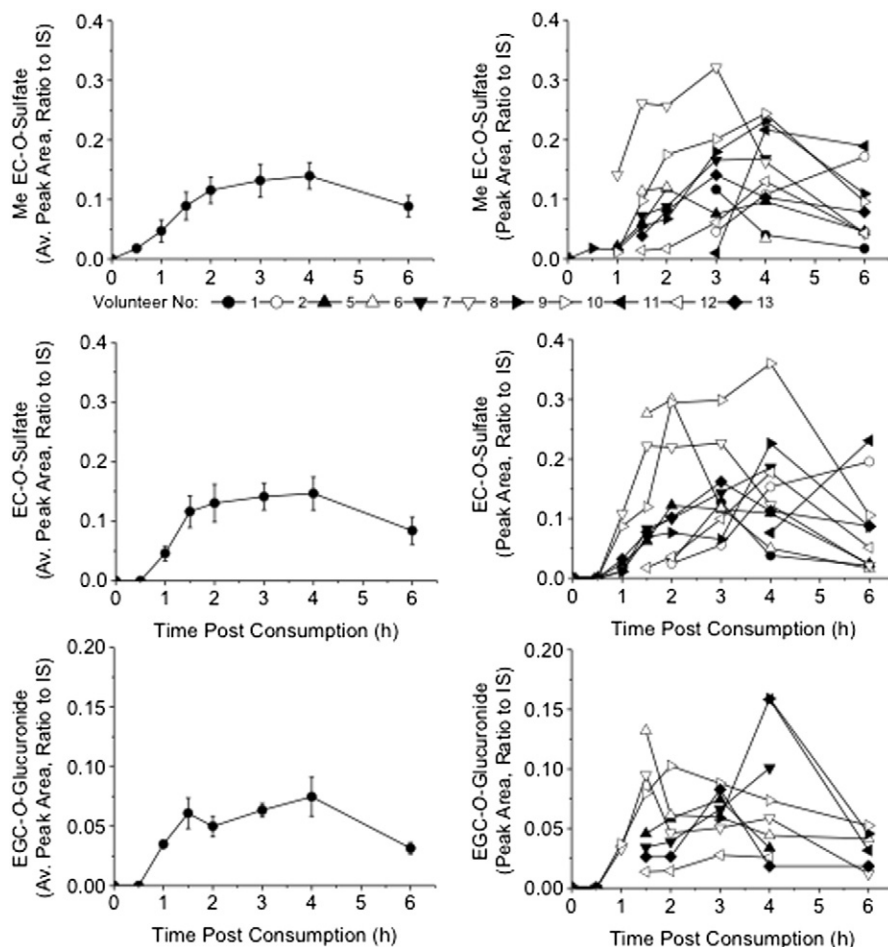 Me EC-O-Sulfate
(Av. Peak Area, Ratio to IS)
0.4
0.3
0.2
0.1
0.0
0 1 2 3 4 5 6
Me EC-O-Sulfate
(Peak Area, Ratio to IS)
0.4
0.3
0.2
0.1
0.0
0 1 2 3 4 5 6
Volunteer No: 1 2 5 6 7 8 9 10 11 12 13
EC-O-Sulfate
(Av. Peak Area, Ratio to IS)
0.4
0.3
0.2
0.1
0.0
0 1 2 3 4 5 6
Time Post Consumption (h)
EC-O-Sulfate
(Peak Area, Ratio to IS)
0.4
0.3
0.2
0.1
0.0
0 1 2 3 4 5 6
Time Post Consumption (h)
EGC-O-Glucuronide
(Av. Peak Area, Ratio to IS)
0.20
0.15
0.10
0.05
0.00
0 1 2 3 4 5 6
Time Post Consumption (h)
EGC-O-Glucuronide
(Peak Area, Ratio to IS)
0.20
0.15
0.10
0.05
0.00
0 1 2 3 4 5 6
Time Post Consumption (h)